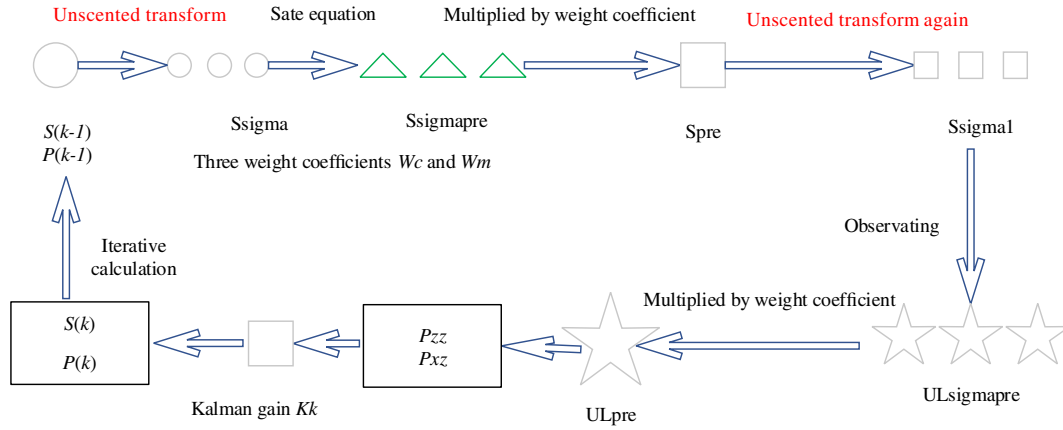 Unscented transform
Sate equation
Multiplied by weight coefficient
Unscented transform again
S(k-1)
P(k-1)
Ssigma
Ssigmapre
Spre
Ssigma1
Three weight coefficients Wc and Wm
Iterative
calculation
Observating
Multiplied by weight coefficient
S(k)
P(k)
Pzz
Pxz
Kalman gain Kk
ULpre
ULsigmapre